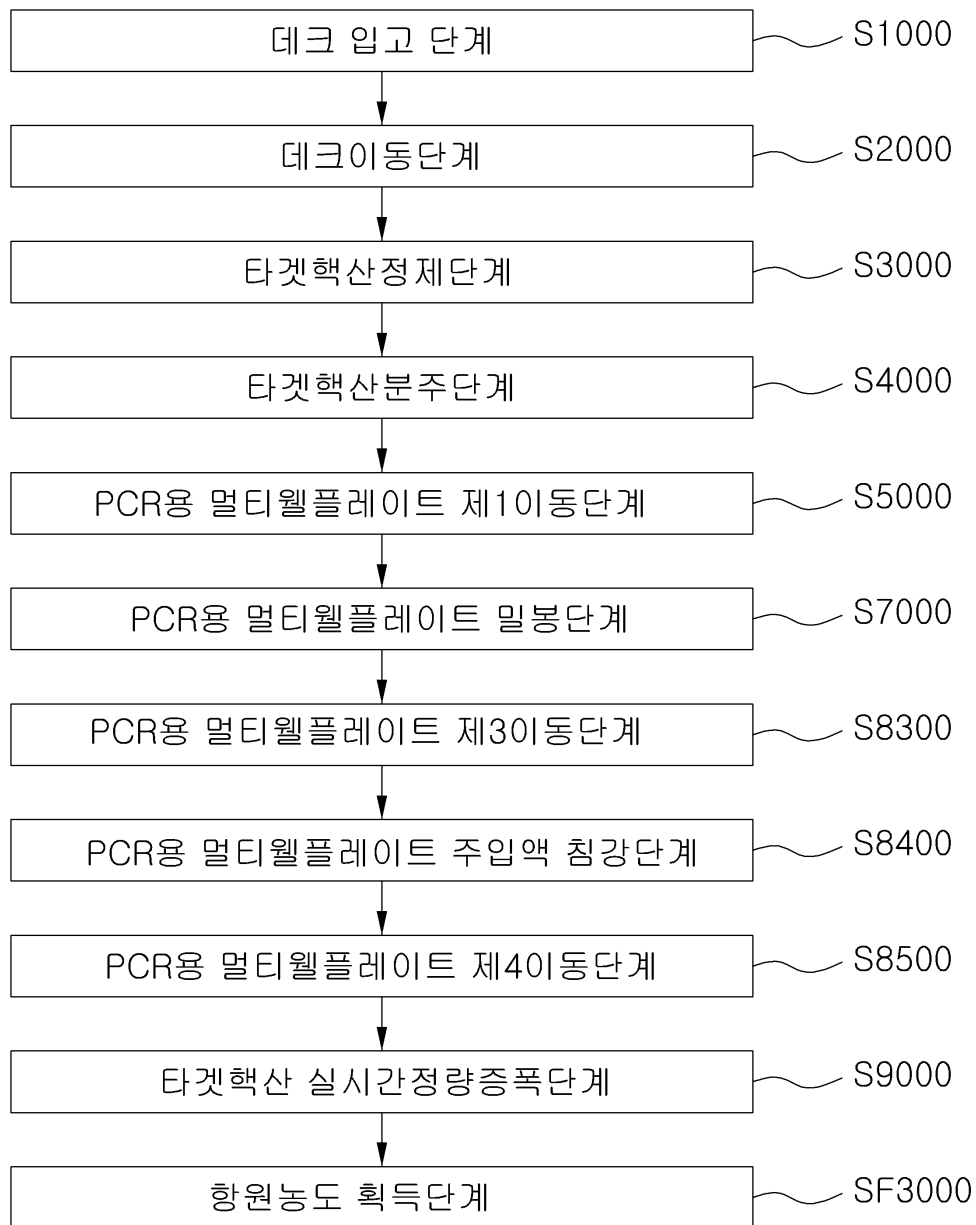 데크 입고 단계 S1000
데크이동단계 S2000
타겟핵산정제단계 S3000
타겟핵산분주단계 S4000
PCR용 멀티웰플레이트 제1이동단계 S5000
PCR용 멀티웰플레이트 밀봉단계 S7000
PCR용 멀티웰플레이트 제3이동단계 S8300
PCR용 멀티웰플레이트 주입액 침강단계 S8400
PCR용 멀티웰플레이트 제4이동단계 S8500
타겟핵산 실시간정량증폭단계 S9000
항원농도 획득단계 SF3000